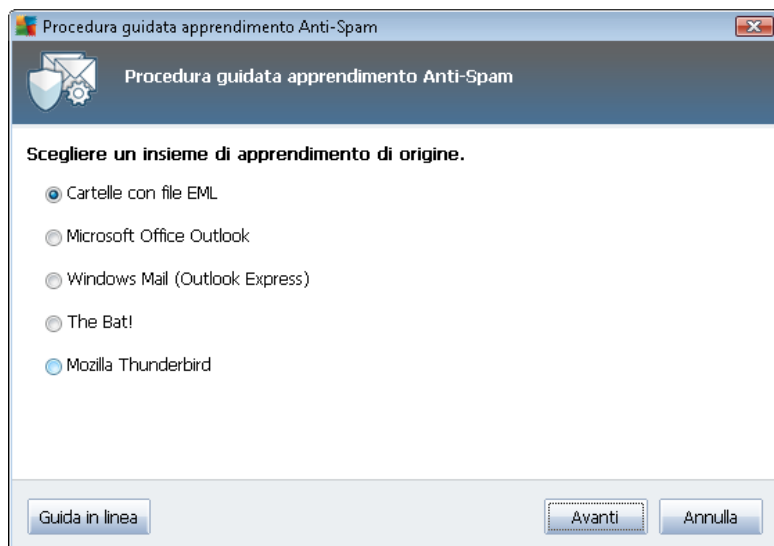 Procedura guidata apprendimento Anti-Spam
Procedura guidata apprendimento Anti-Spam
Scegliere un insieme di apprendimento di origine.
Cartelle con file EML
Microsoft Office Outlook
Windows Mail (Outlook Express)
The Bat!
Mozilla Thunderbird
Guida in linea
Avanti
Annulla